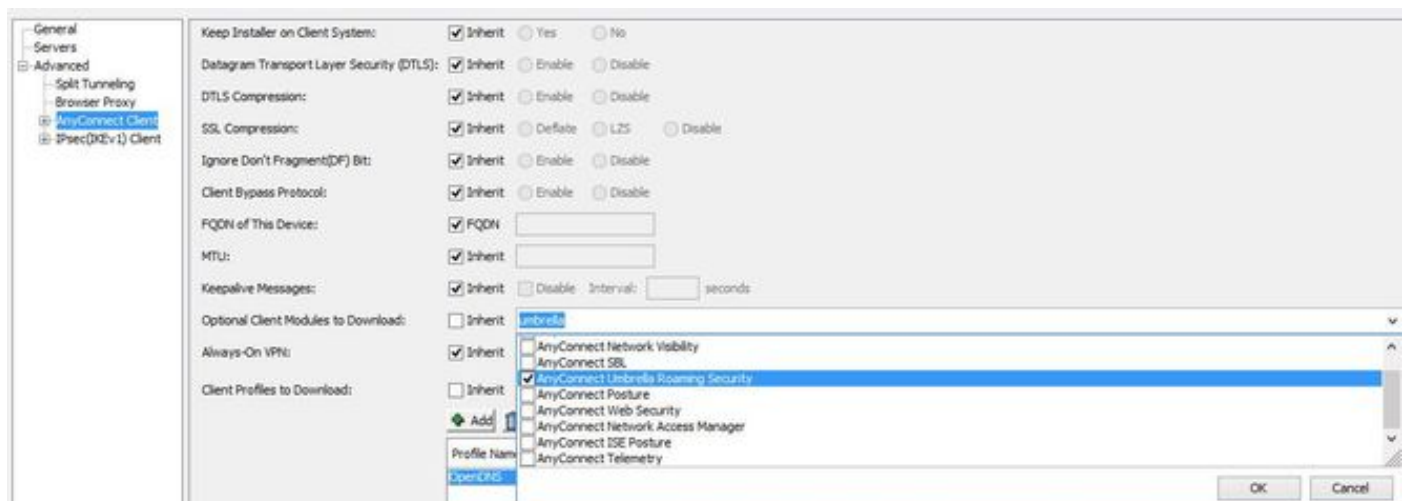 General
Servers
Advanced
Split Tunneling
Browser Proxy
AnyConnect Client
IPsec(IKEv1) Client
Keep Installer on Client System: Inherit Yes No
Datagram Transport Layer Security (DTLS): Inherit Enable Disable
DTLS Compression: Inherit Enable Disable
SSL Compression: Inherit Deflate LZS Disable
Ignore Don't Fragment(DF) Bit: Inherit Enable Disable
Client Bypass Protocol: Inherit Enable Disable
FQDN of This Device: FQDN
MTU: Inherit
Keepalive Messages: Inherit Disable Interval: seconds
Optional Client Modules to Download: Inherit umbrella
Always-On VPN: Inherit
Client Profiles to Download: Inherit
AnyConnect Network Visibility
AnyConnect SBL
AnyConnect Umbrella Roaming Security
AnyConnect Posture
AnyConnect Web Security
AnyConnect Network Access Manager
AnyConnect ISE Posture
AnyConnect Telemetry
Add
Profile Name
OpenDNS
OK Cancel